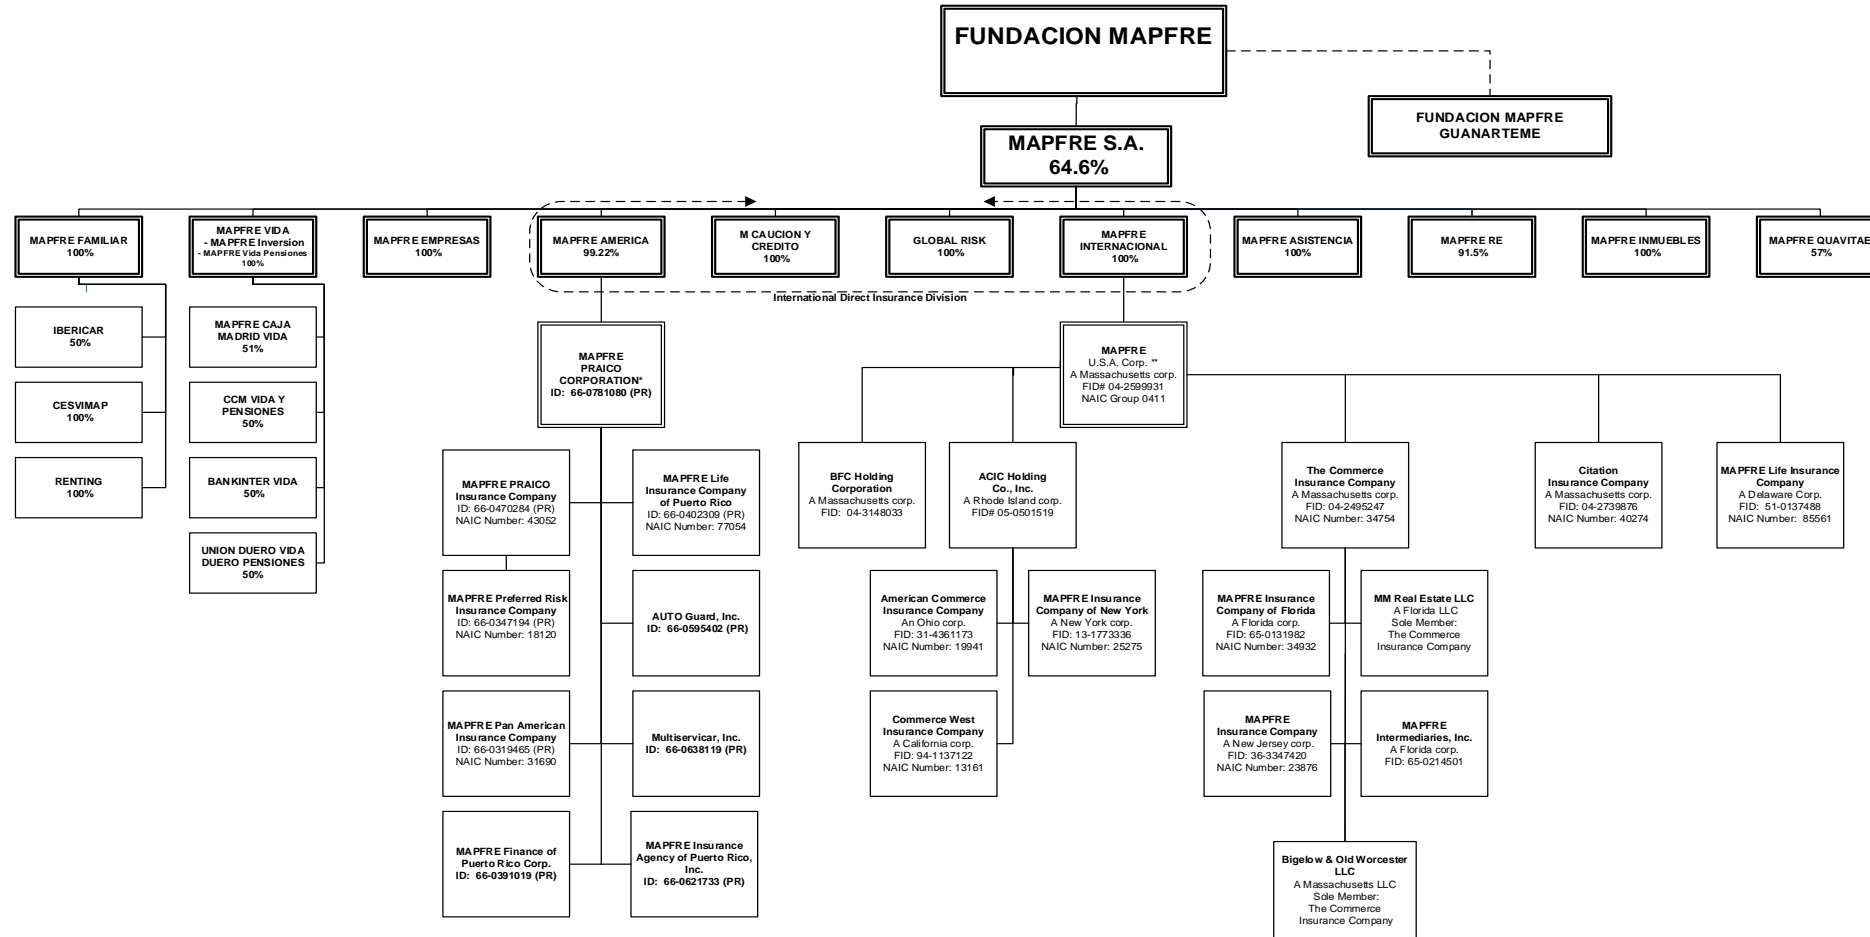 FUNDACION MAPFRE
FUNDACION MAPFRE
GUANARTEME
MAPFRE S.A.
64.6%
MAPFRE FAMILIAR
100%
MAPFRE VIDA
- MAPFRE Inversion
- MAPFRE Vida Pensiones
100%
MAPFRE EMPRESAS
100%
MAPFRE AMERICA
99.22%
M CAUCION Y
CREDITO
100%
GLOBAL RISK
100%
MAPFRE
INTERNACIONAL
100%
MAPFRE ASISTENCIA
100%
MAPFRE RE
91.5%
MAPFRE INMUEBLES
100%
MAPFRE QUAVITAE
57%
International Direct Insurance Division
IBERICAR
50%
CESVIMAP
100%
RENTING
100%
MAPFRE CAJA
MADRID VIDA
51%
CCM VIDA Y
PENSIONES
50%
BANKINTER VIDA
50%
UNION DUERO VIDA
DUERO PENSIONES
50%
MAPFRE
PRAICO
CORPORATION*
ID: 66-0781080 (PR)
MAPFRE
U.S.A. Corp. **
A Massachusetts corp.
FID# 04-2599931
NAIC Group 0411
MAPFRE PRAICO
Insurance Company
ID: 66-0470284 (PR)
NAIC Number: 43052
MAPFRE Life
Insurance Company
of Puerto Rico
ID: 66-0402309 (PR)
NAIC Number: 77054
MAPFRE Preferred Risk
Insurance Company
ID: 66-0347194 (PR)
NAIC Number: 18120
AUTO Guard, Inc.
ID: 66-0595402 (PR)
MAPFRE Pan American
Insurance Company
ID: 66-0319465 (PR)
NAIC Number: 31690
Multiservicar, Inc.
ID: 66-0638119 (PR)
MAPFRE Finance of
Puerto Rico Corp.
ID: 66-0391019 (PR)
MAPFRE Insurance
Agency of Puerto Rico,
Inc.
ID: 66-0621733 (PR)
BFC Holding
Corporation
A Massachusetts corp.
FID: 04-3148033
ACIC Holding
Co., Inc.
A Rhode Island corp.
FID# 05-0501519
The Commerce
Insurance Company
A Massachusetts corp.
FID: 04-2495247
NAIC Number: 34754
Citation
Insurance Company
A Massachusetts corp.
FID: 04-2739876
NAIC Number: 40274
MAPFRE Life Insurance
Company
A Delaware Corp.
FID: 51-0137488
NAIC Number: 85561
American Commerce
Insurance Company
An Ohio corp.
FID: 31-4361173
NAIC Number: 19941
MAPFRE Insurance
Company of New York
A New York corp.
FID: 13-1773336
NAIC Number: 25275
MAPFRE Insurance
Company of Florida
A Florida corp.
FID: 65-0131982
NAIC Number: 34932
MM Real Estate LLC
A Florida LLC
Sole Member:
The Commerce
Insurance Company
Commerce West
Insurance Company
A California corp.
FID: 94-1137122
NAIC Number: 13161
MAPFRE
Insurance Company
A New Jersey corp.
FID: 36-3347420
NAIC Number: 23876
MAPFRE
Intermediaries, Inc.
A Florida corp.
FID: 65-0214501
Bigelow & Old Worcester
LLC
A Massachusetts LLC
Sole Member:
The Commerce
Insurance Company